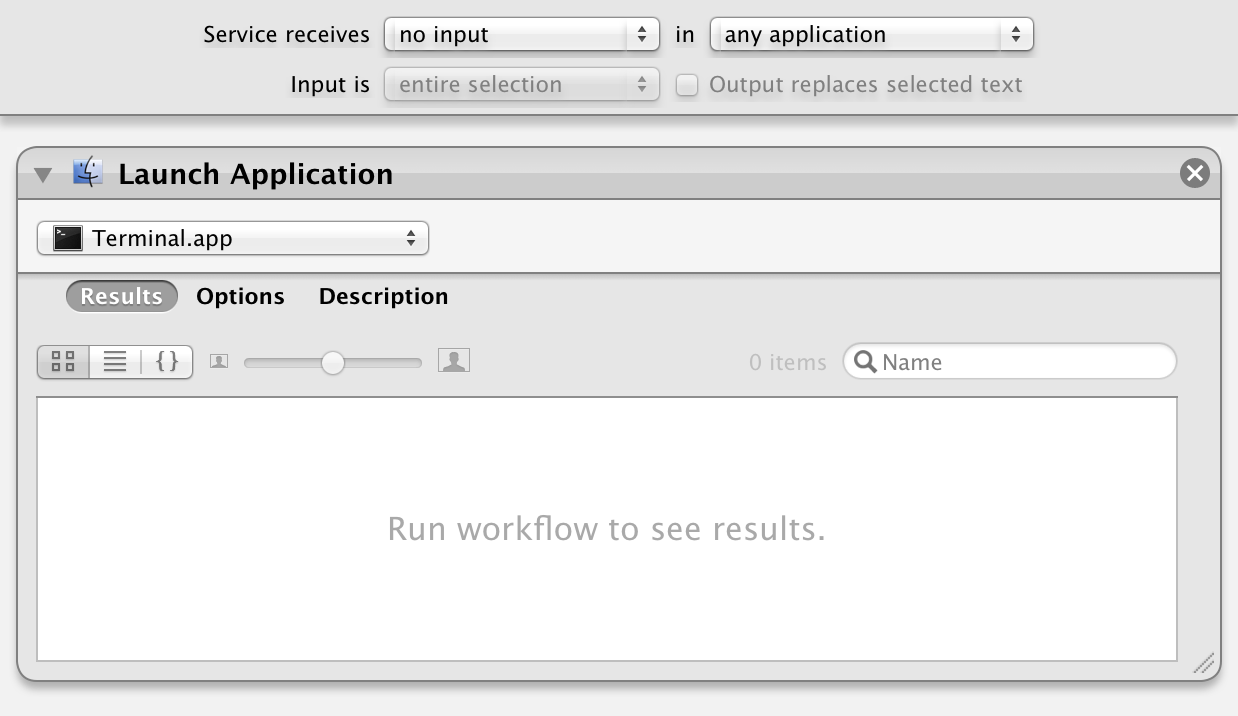 Service receives no input in any application
Input is entire selection Output replaces selected text
Launch Application
Terminal.app
Results Options Description
0 items Name
Run workflow to see results.